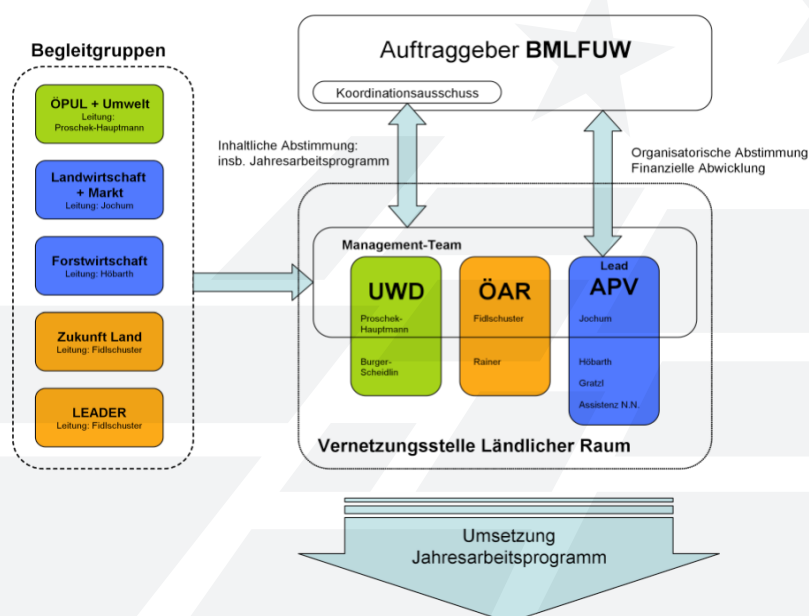 Begleitgruppen
ÖPUL + Umwelt
Leitung:
Proschek-Hauptmann
Landwirtschaft
+ Markt
Leitung: Jochum
Forstwirtschaft
Leitung: Höbarth
Zukunft Land
Leitung: Fidlschuster
LEADER
Leitung: Fidlschuster
Auftraggeber BMLFUW
Koordinationsausschuss
Inhaltliche Abstimmung:
insb. Jahresarbeitsprogramm
Organisatorische Abstimmung
Finanzielle Abwicklung
Management-Team
UWD
Proschek-
Hauptmann
Burger-
Scheidlin
ÖAR
Fidlschuster
Rainer
Lead
APV
Jochum
Höbarth
Gratzl
Assistenz N.N.
Vernetzungsstelle Ländlicher Raum
Umsetzung
Jahresarbeitsprogramm